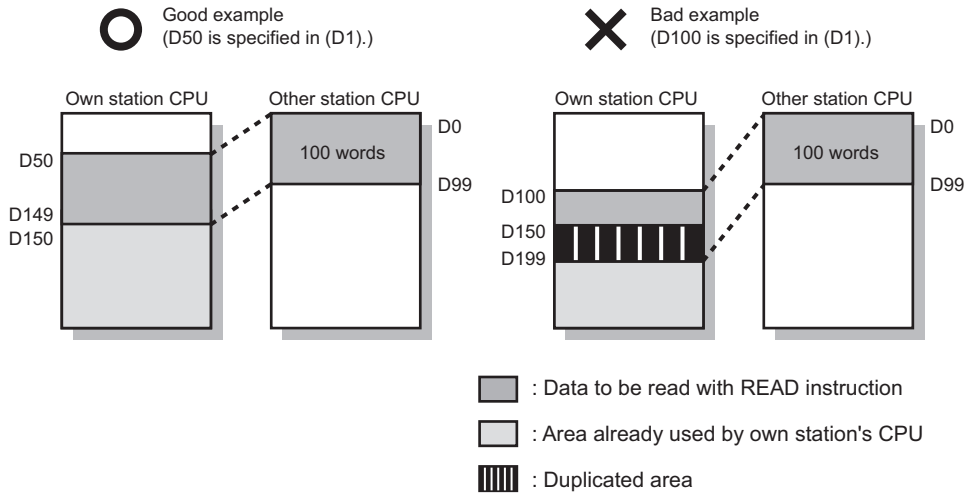 Good example
(D50 is specified in (D1).)
Own station CPU
Other station CPU
D0
100 words
D50
D99
D149
D150
Bad example
(D100 is specified in (D1).)
Own station CPU
Other station CPU
D0
100 words
D99
D100
D150
D199
: Data to be read with READ instruction
: Area already used by own station's CPU
: Duplicated area